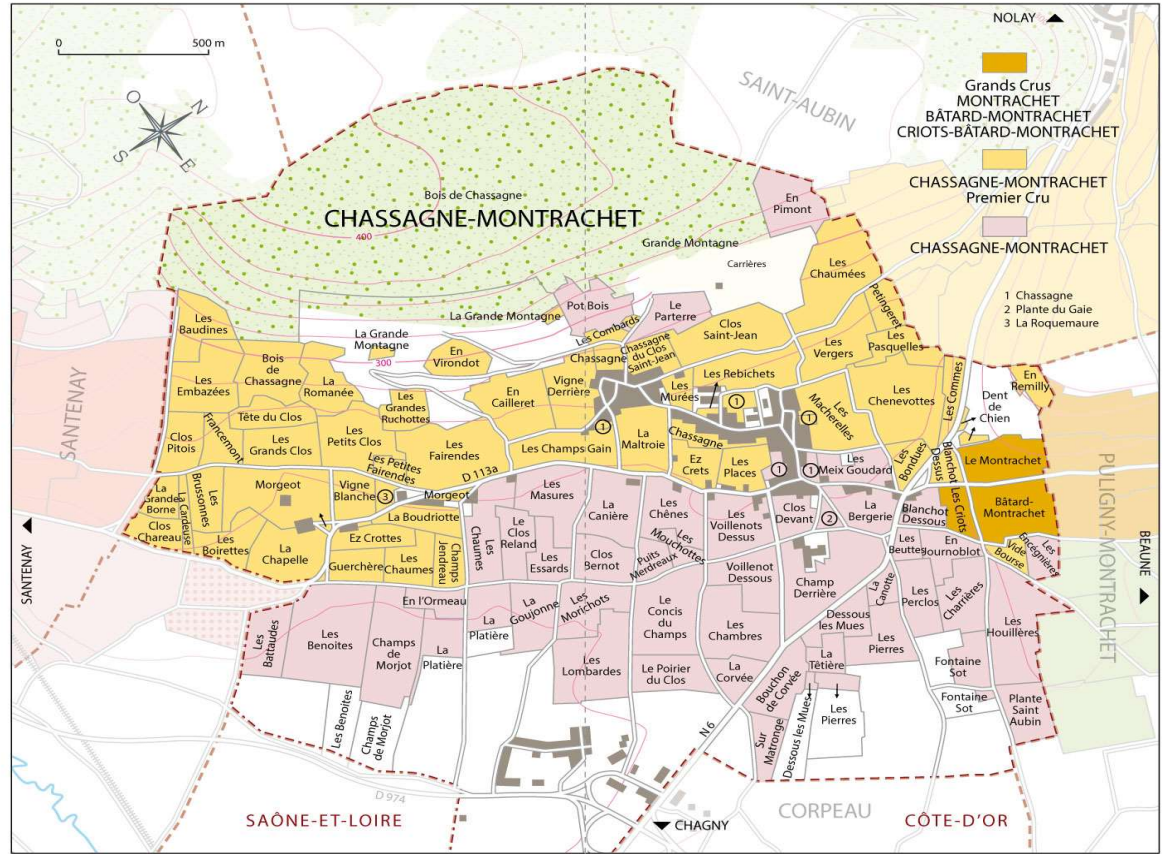 NOLAY
0
500 m
N
O
E
S
SAINT-AUBIN
Grands Crus
MONTRACHET
BÂTARD-MONTRACHET
CRIOTS-BÂTARD-MONTRACHET
CHASSAGNE-MONTRACHET
Premier Cru
CHASSAGNE-MONTRACHET
1 Chassagne
2 Plante du Gaie
3 La Roquemaure
Bois de Chassagne
CHASSAGNE-MONTRACHET
400
En
Pimont
Grande Montagne
Carrières
Les
Chaumées
Petingeret
Pot Bois
Le
Parterre
La Grande Montagne
La Grande
Montagne
300
Les Combards
Clos
Saint-Jean
Les
Baudines
En
Virondot
Chassagne
Chassagne
du Clos
Saint-Jean
Les
Vergers
Les
Pasquelles
Les Rebichets
Les
Embazées
Bois
de
Chassagne
La
Romanée
Les
Grandes
Ruchottes
En
Cailleret
Vigne
Derrière
Les
Murées
1
1
Les
Macherelles
Les
Chenevottes
Les Commes
En
Remilly
Dent
de
Chien
SANTENAY
Clos
Pitois
Francemont
Tête du Clos
Les
Grands Clos
Les
Petits Clos
Les Petites
Fairendes
Les
Fairendes
D 113a
1
Les Champs Gain
La
Maltroie
Chassagne
Ez
Crets
Les
Places
1
1
Les
Meix Goudard
Les
Bondues
Blanchot
Dessus
Le Montrachet
Les Criots
Bâtard-
Montrachet
PULIGNY-MONTRACHET
La
Grande
Borne
La Cardeuse
Les
Brussonnes
Morgeot
Vigne
Blanche
3
Morgeot
La Boudriotte
Clos
Chareau
Les
Boirettes
La
Chapelle
Ez Crottes
Guerchère
Les
Chaumes
Champs
Jendreau
Les
Chaumes
Les
Masures
Le Clos
Reland
Les
Essards
La
Canière
Clos
Bernot
Les
Chênes
Les
Mouchottes
Puits
Merdreaux
Les
Voillenots
Dessus
Voillenot
Dessous
Clos
Devant
2
La
Bergerie
Blanchot
Dessous
Les
Beuttes
En
Journoblot
Vide
Bourse
Les
Encégnières
Champ
Derrière
La
Canotte
Les
Perclos
Les
Charrières
Les
Houillères
SANTENAY
BEAUNE
Les
Battaudes
Les
Benoites
En l'Ormeau
Champs
de
Morjot
La
Platière
La
Platière
La
Goujonne
Les
Morichots
Les
Lombardes
Le
Concis
du
Champs
Le Poirier
du Clos
Les
Chambres
La
Corvée
Dessous
les Mues
Les
Pierres
La
Têtière
Bouchon
de Corvée
Sur
Matronge
Dessous les Mues
Les
Pierres
Fontaine
Sot
Fontaine
Sot
Plante
Saint
Aubin
Les Benoites
Champs
de Morjot
N 6
D 974
SAÔNE-ET-LOIRE
CHAGNY
CORPEAU
CÔTE-D'OR